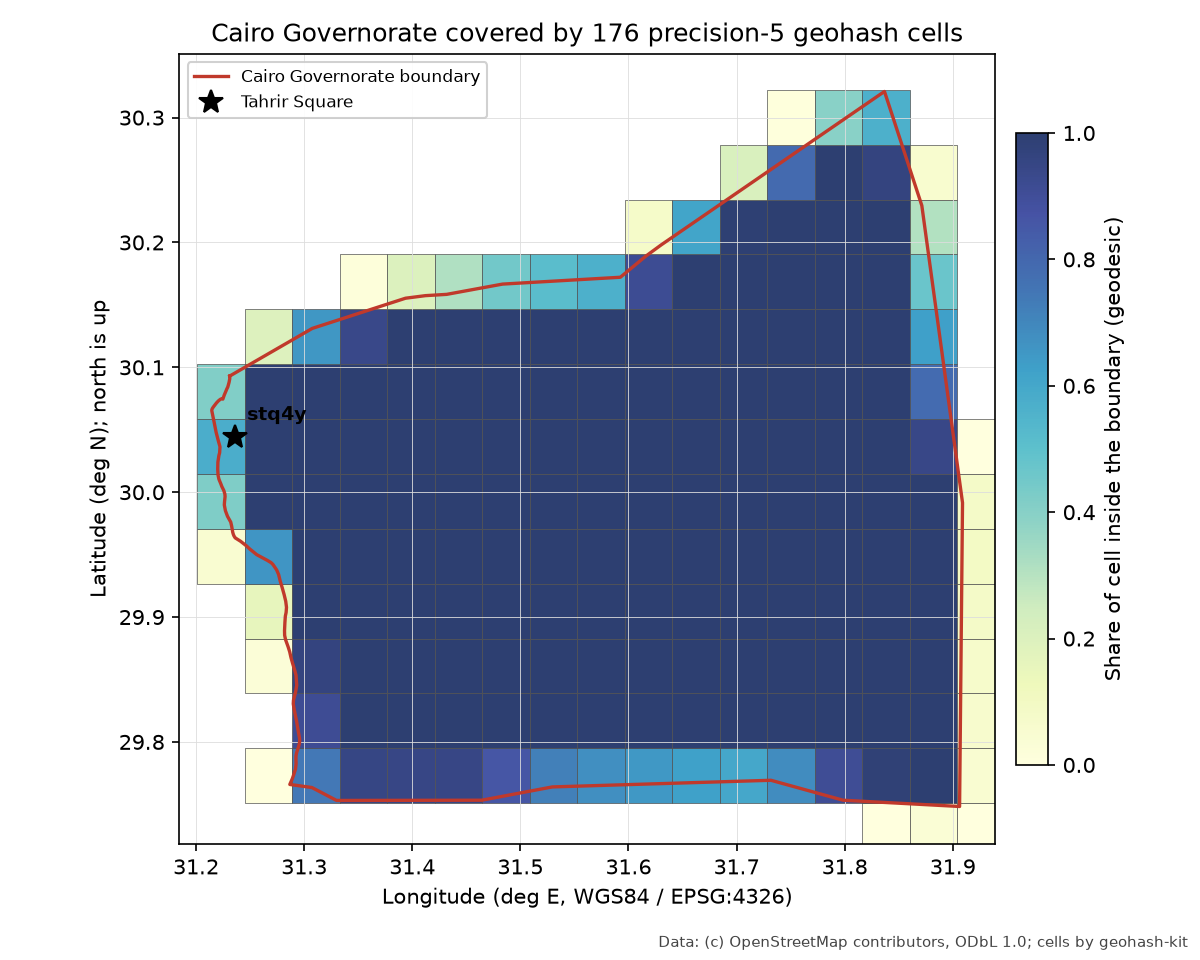 Cairo Governorate covered by 176 precision-5 geohash cells
Cairo Governorate boundary
Tahrir Square
stq4y
30.3
30.2
30.1
30.0
29.9
29.8
Latitude (deg N); north is up
31.2 31.3 31.4 31.5 31.6 31.7 31.8 31.9
Longitude (deg E, WGS84 / EPSG:4326)
1.0
0.8
0.6
0.4
0.2
0.0
Share of cell inside the boundary (geodesic)
Data: (c) OpenStreetMap contributors, ODbL 1.0; cells by geohash-kit